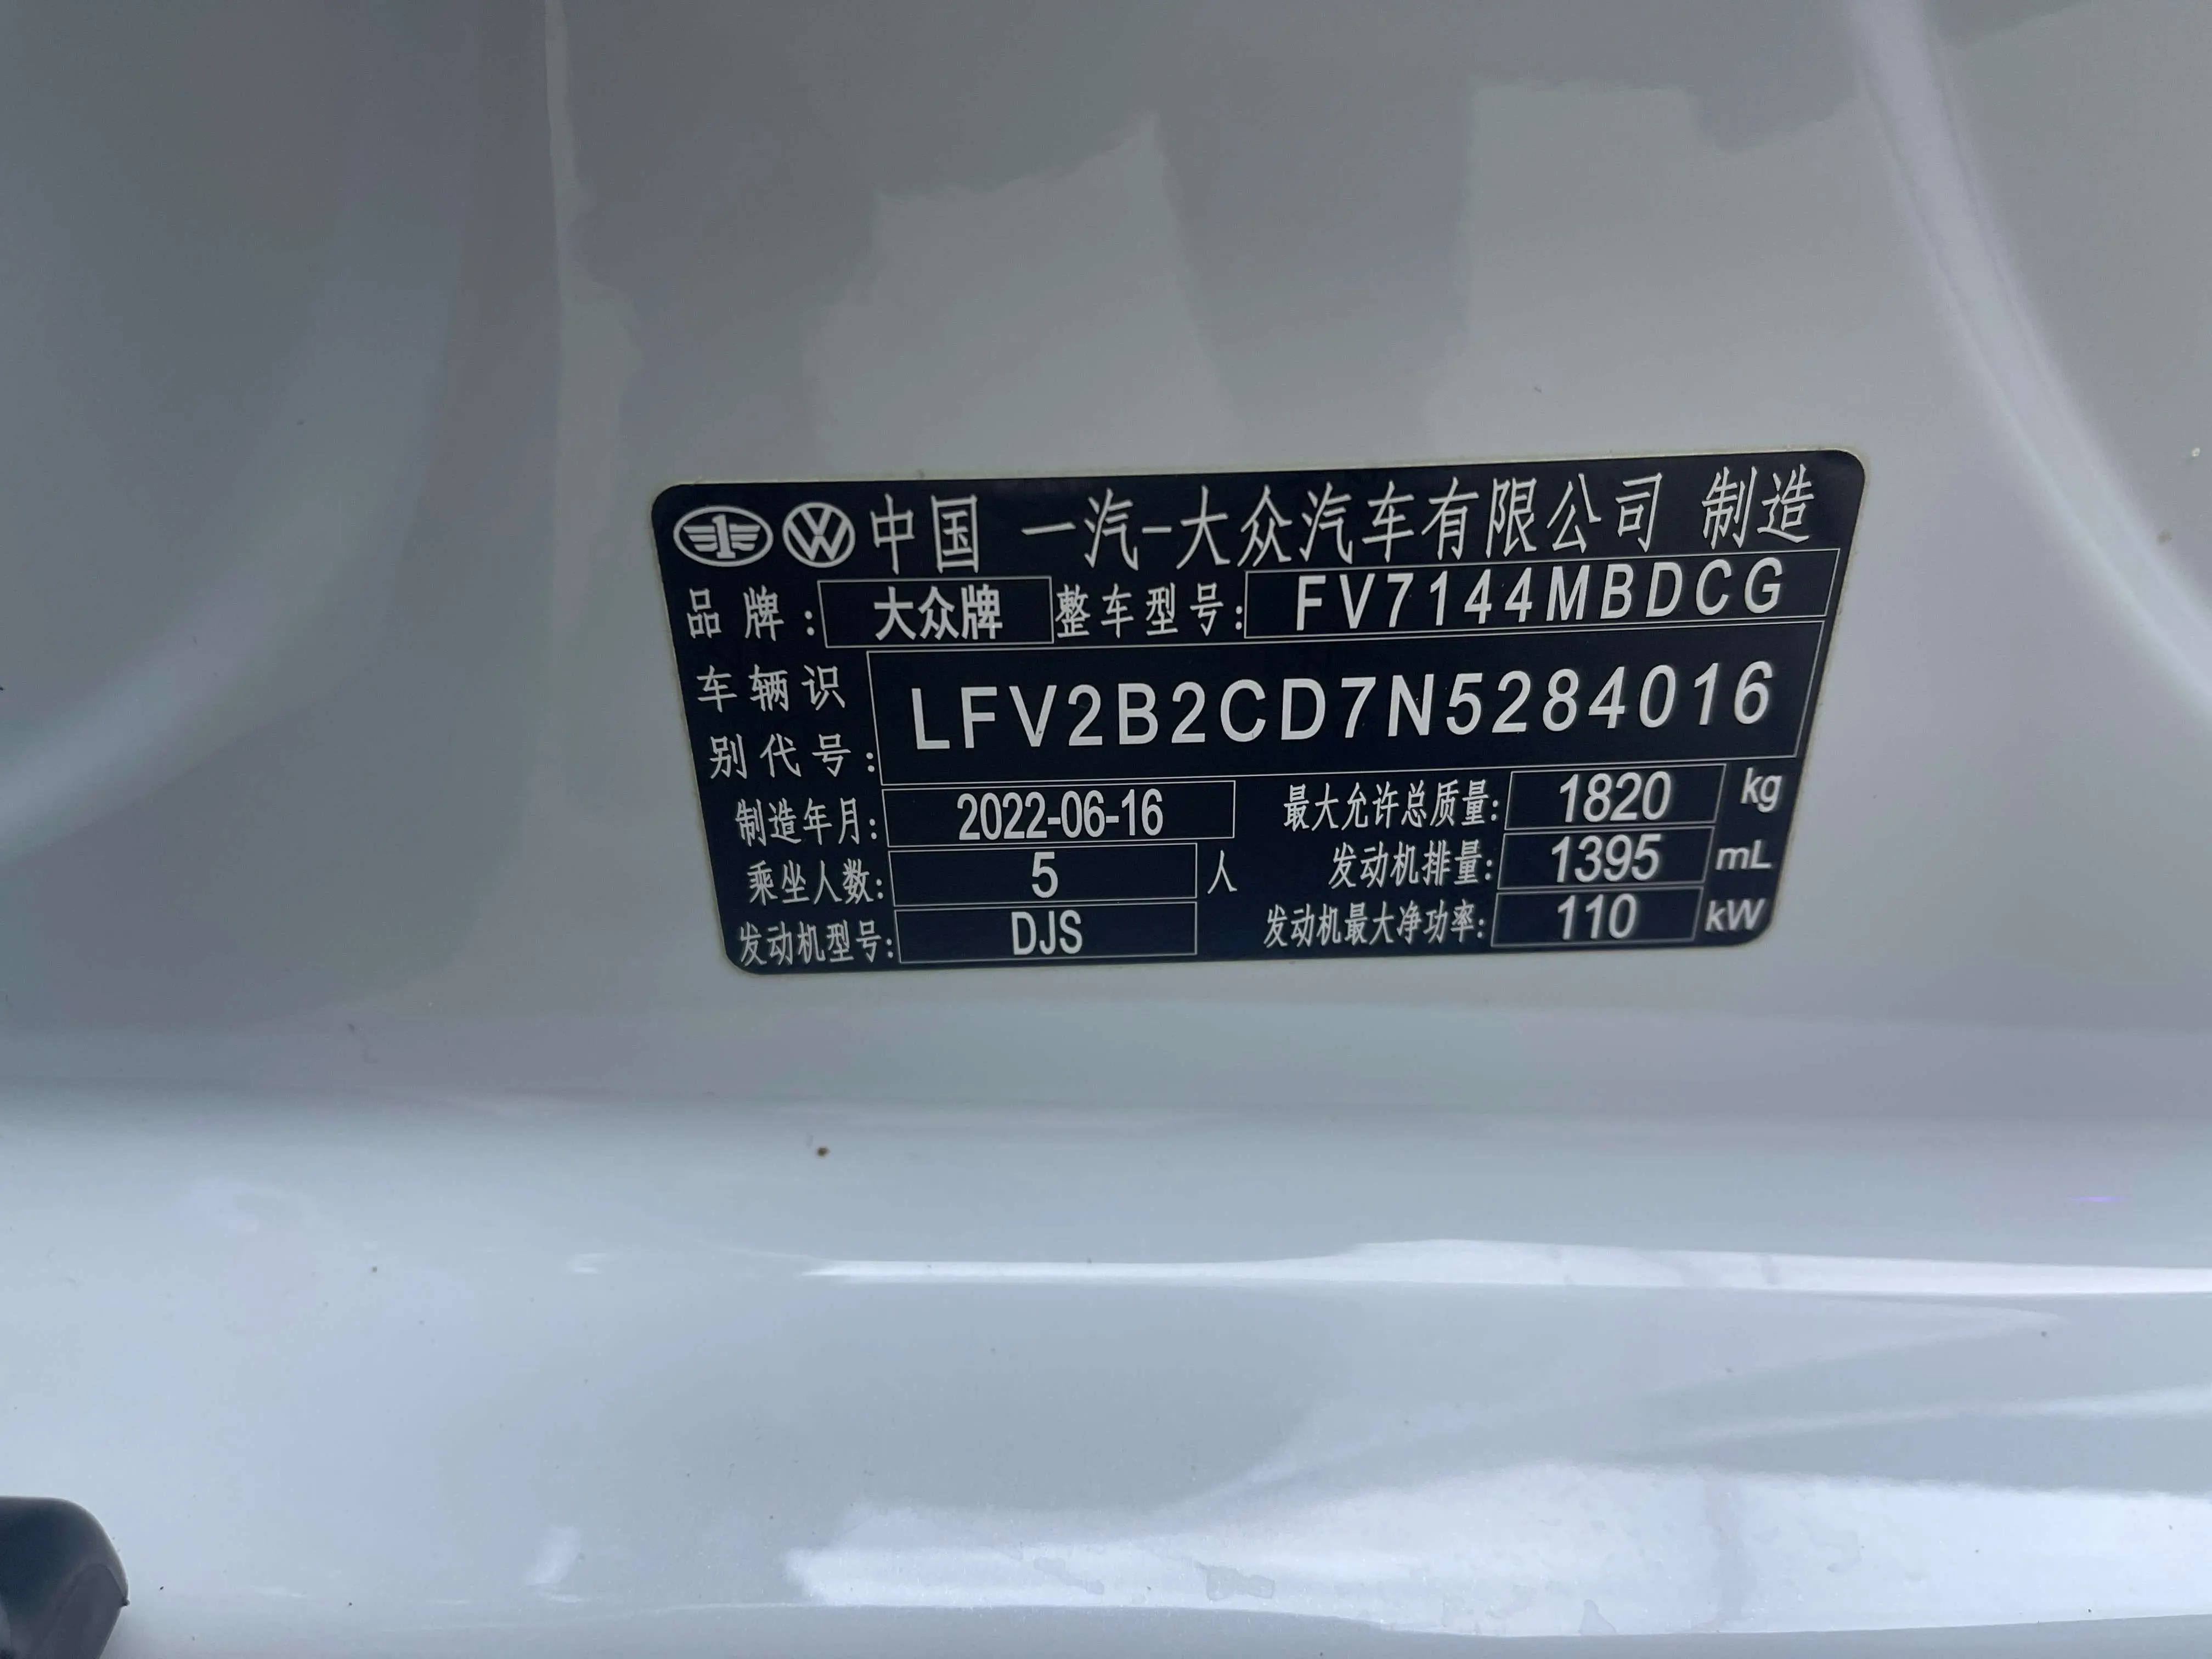 中国 一汽-大众汽车有限公司 制造
品牌: 大众牌 整车型号: FV7144MBDCG
车辆识别代号: LFV2B2CD7N5284016
制造年月: 2022-06-16 最大允许总质量: 1820 kg
乘坐人数: 5 人 发动机排量: 1395 mL
发动机型号: DJS 发动机最大净功率: 110 kW